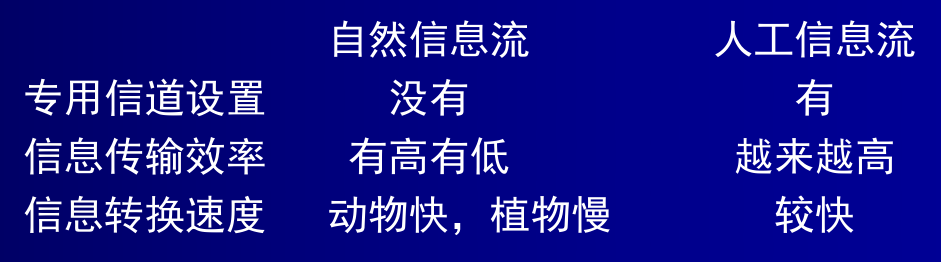 自然信息流 人工信息流
专用信道设置 没有 有
信息传输效率 有高有低 越来越高
信息转换速度 动物快，植物慢 较快